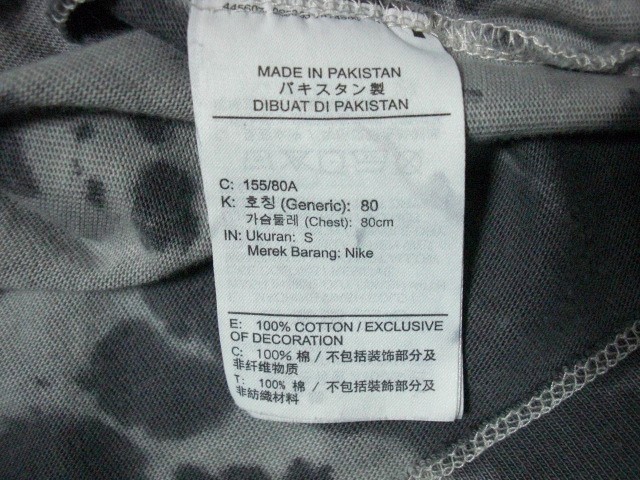 MADE IN PAKISTAN
パキスタン製
DIBUAT DI PAKISTAN
C: 155/80A
K: 호칭 (Generic): 80
가슴둘레 (Chest): 80cm
IN: Ukuran: S
Merek Barang: Nike
E: 100% COTTON / EXCLUSIVE
OF DECORATION
C: 100% 棉 / 不包括装饰部分及
非纤维物质
T: 100% 棉 / 不包括裝飾部分及
非紡織材料